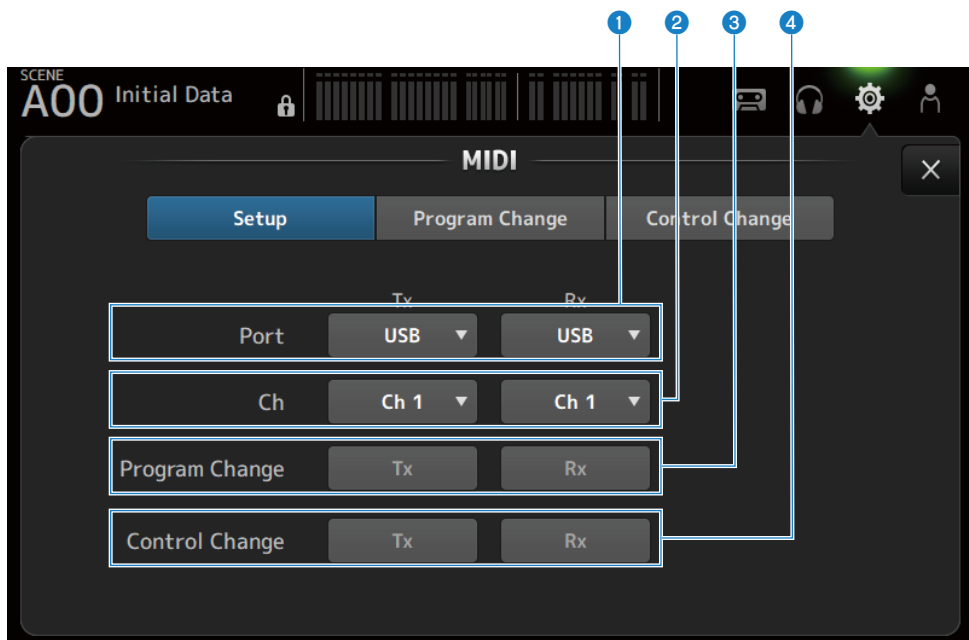 1 2 3 4
SCENE
A00 Initial Data
MIDI
Setup Program Change Control Change
Tx Rx
Port USB USB
Ch Ch 1 Ch 1
Program Change Tx Rx
Control Change Tx Rx